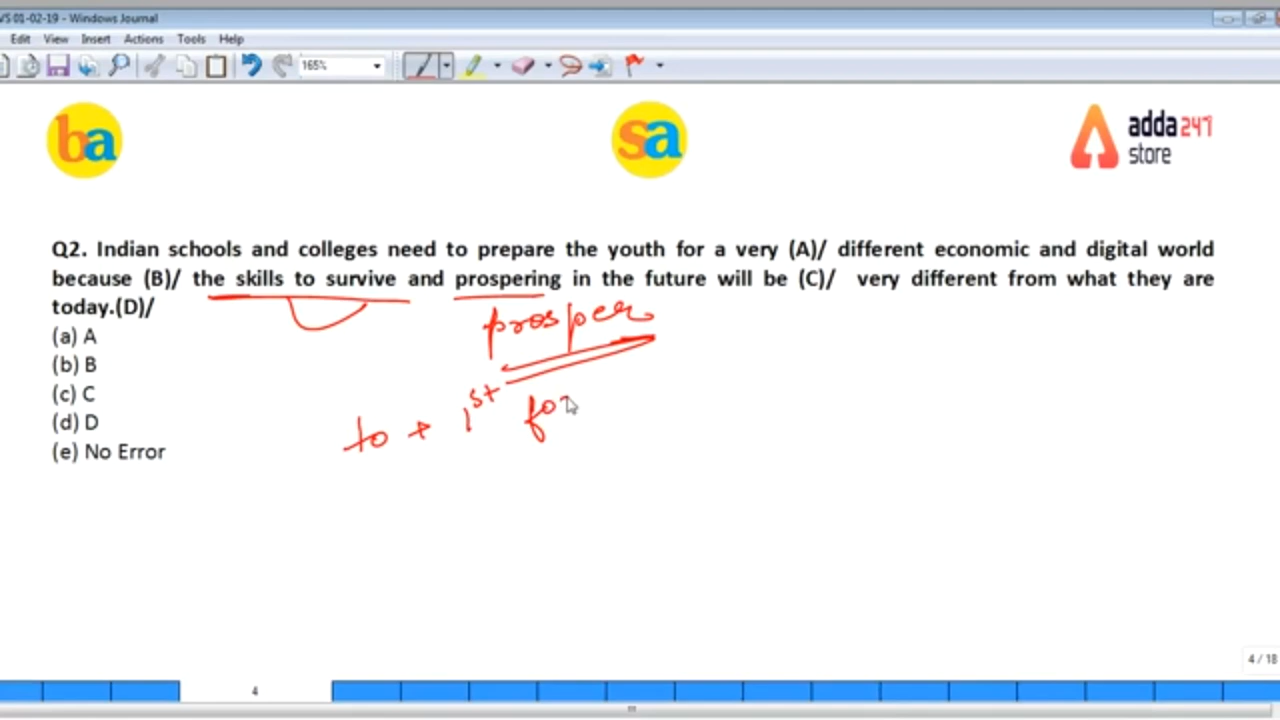 VS 01-02-19 - Windows Journal
Edit View Insert Actions Tools Help
165%
ba
sa
adda 247
store
Q2. Indian schools and colleges need to prepare the youth for a very (A)/ different economic and digital world
because (B)/ the skills to survive and prospering in the future will be (C)/ very different from what they are
today.(D)/
prosper
(a) A
(b) B
(c) C
to + 1st for
(d) D
(e) No Error
4 / 18
4